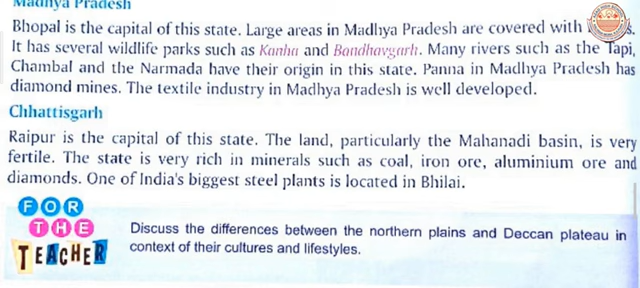 Madhya Pradesh
Bhopal is the capital of this state. Large areas in Madhya Pradesh are covered with
It has several wildlife parks such as Kanha and Bandhavgarh. Many rivers such as the Tapi,
Chambal and the Narmada have their origin in this state. Panna in Madhya Pradesh has
diamond mines. The textile industry in Madhya Pradesh is well developed.
Chhattisgarh
Raipur is the capital of this state. The land, particularly the Mahanadi basin, is very
fertile. The state is very rich in minerals such as coal, iron ore, aluminium ore and
diamonds. One of India's biggest steel plants is located in Bhilai.
FOR
THE
TEACHER
Discuss the differences between the northern plains and Deccan plateau in
context of their cultures and lifestyles.